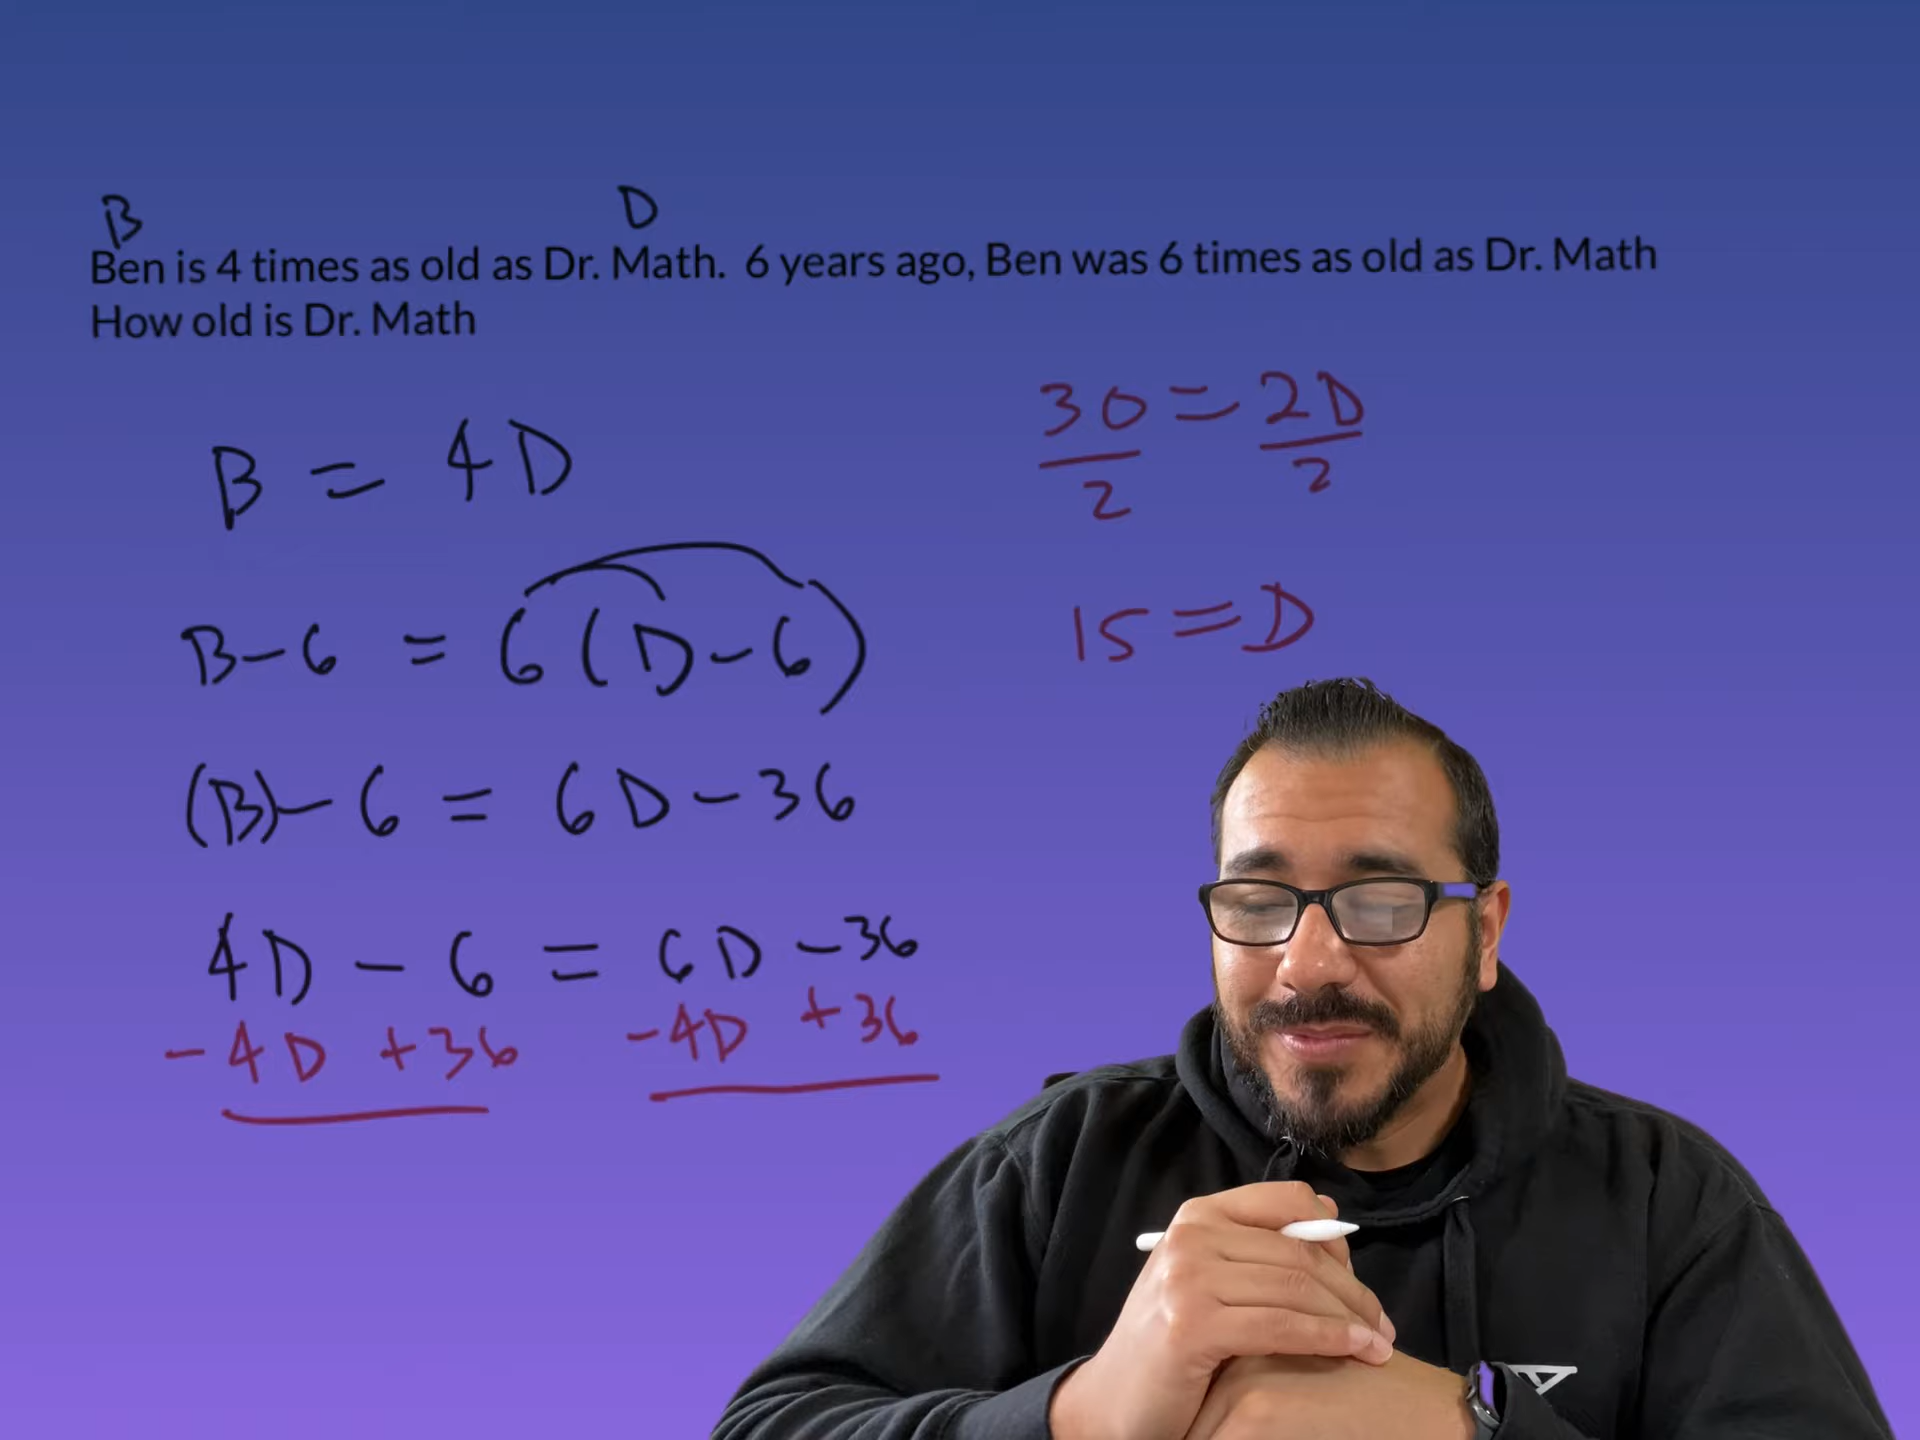 B
D
Ben is 4 times as old as Dr. Math. 6 years ago, Ben was 6 times as old as Dr. Math
How old is Dr. Math
B = 4D
B-6 = 6(D-6)
(B)-6 = 6D-36
4D - 6 = 6D -36
-4D +36 -4D +36
30 = 2D
2 2
15 = D